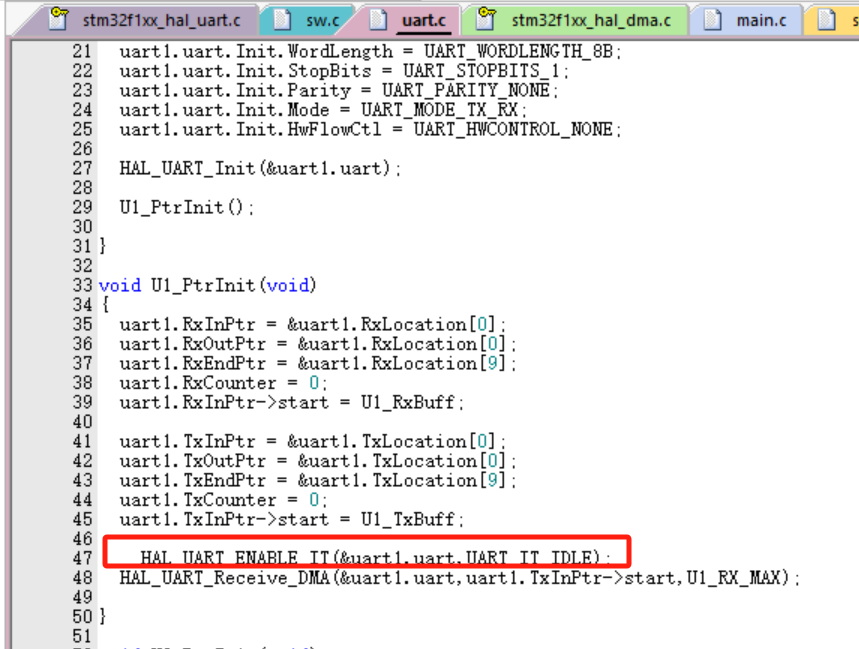 stm32f1xx_hal_uart.c sw.c uart.c stm32f1xx_hal_dma.c main.c s
21 uart1.uart.Init.WordLength = UART_WORDLENGTH_8B;
22 uart1.uart.Init.StopBits = UART_STOPBITS_1;
23 uart1.uart.Init.Parity = UART_PARITY_NONE;
24 uart1.uart.Init.Mode = UART_MODE_TX_RX;
25 uart1.uart.Init.HwFlowCtl = UART_HWCONTROL_NONE;
26
27 HAL_UART_Init(&uart1.uart);
28
29 U1_PtrInit();
30
31 }
32
33 void U1_PtrInit(void)
34 {
35 uart1.RxInPtr = &uart1.RxLocation[0];
36 uart1.RxOutPtr = &uart1.RxLocation[0];
37 uart1.RxEndPtr = &uart1.RxLocation[9];
38 uart1.RxCounter = 0;
39 uart1.RxInPtr->start = U1_RxBuff;
40
41 uart1.TxInPtr = &uart1.TxLocation[0];
42 uart1.TxOutPtr = &uart1.TxLocation[0];
43 uart1.TxEndPtr = &uart1.TxLocation[9];
44 uart1.TxCounter = 0;
45 uart1.TxInPtr->start = U1_TxBuff;
46
47 HAL_UART_ENABLE_IT(&uart1.uart,UART_IT_IDLE);
48 HAL_UART_Receive_DMA(&uart1.uart,uart1.TxInPtr->start,U1_RX_MAX);
49
50 }
51